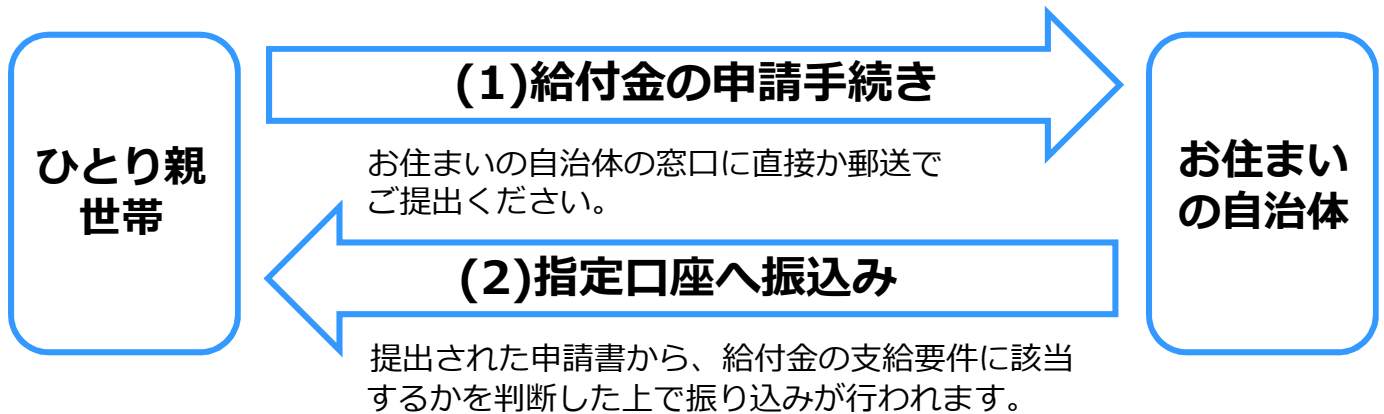 ひとり親
世帯
(1)給付金の申請手続き
お住まいの自治体の窓口に直接か郵送で
ご提出ください。
(2)指定口座へ振込み
提出された申請書から、給付金の支給要件に該当
するかを判断した上で振り込みが行われます。
お住まい
の自治体